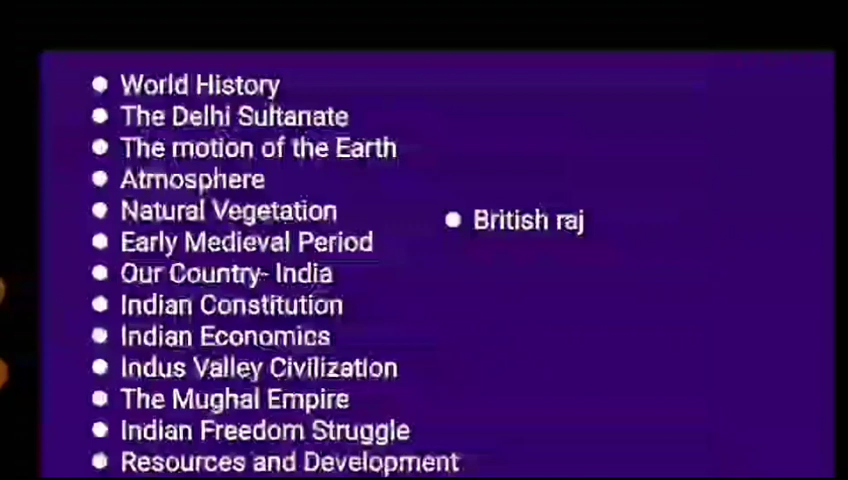 World History
The Delhi Sultanate
The motion of the Earth
Atmosphere
Natural Vegetation
British raj
Early Medieval Period
Our Country- India
Indian Constitution
Indian Economics
Indus Valley Civilization
The Mughal Empire
Indian Freedom Struggle
Resources and Development